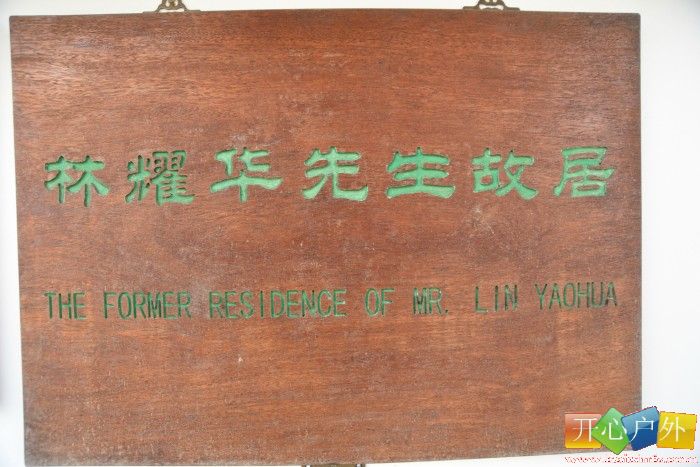 林耀华先生故居
THE FORMER RESIDENCE OF MR. LIN YAOHUA
开心户外